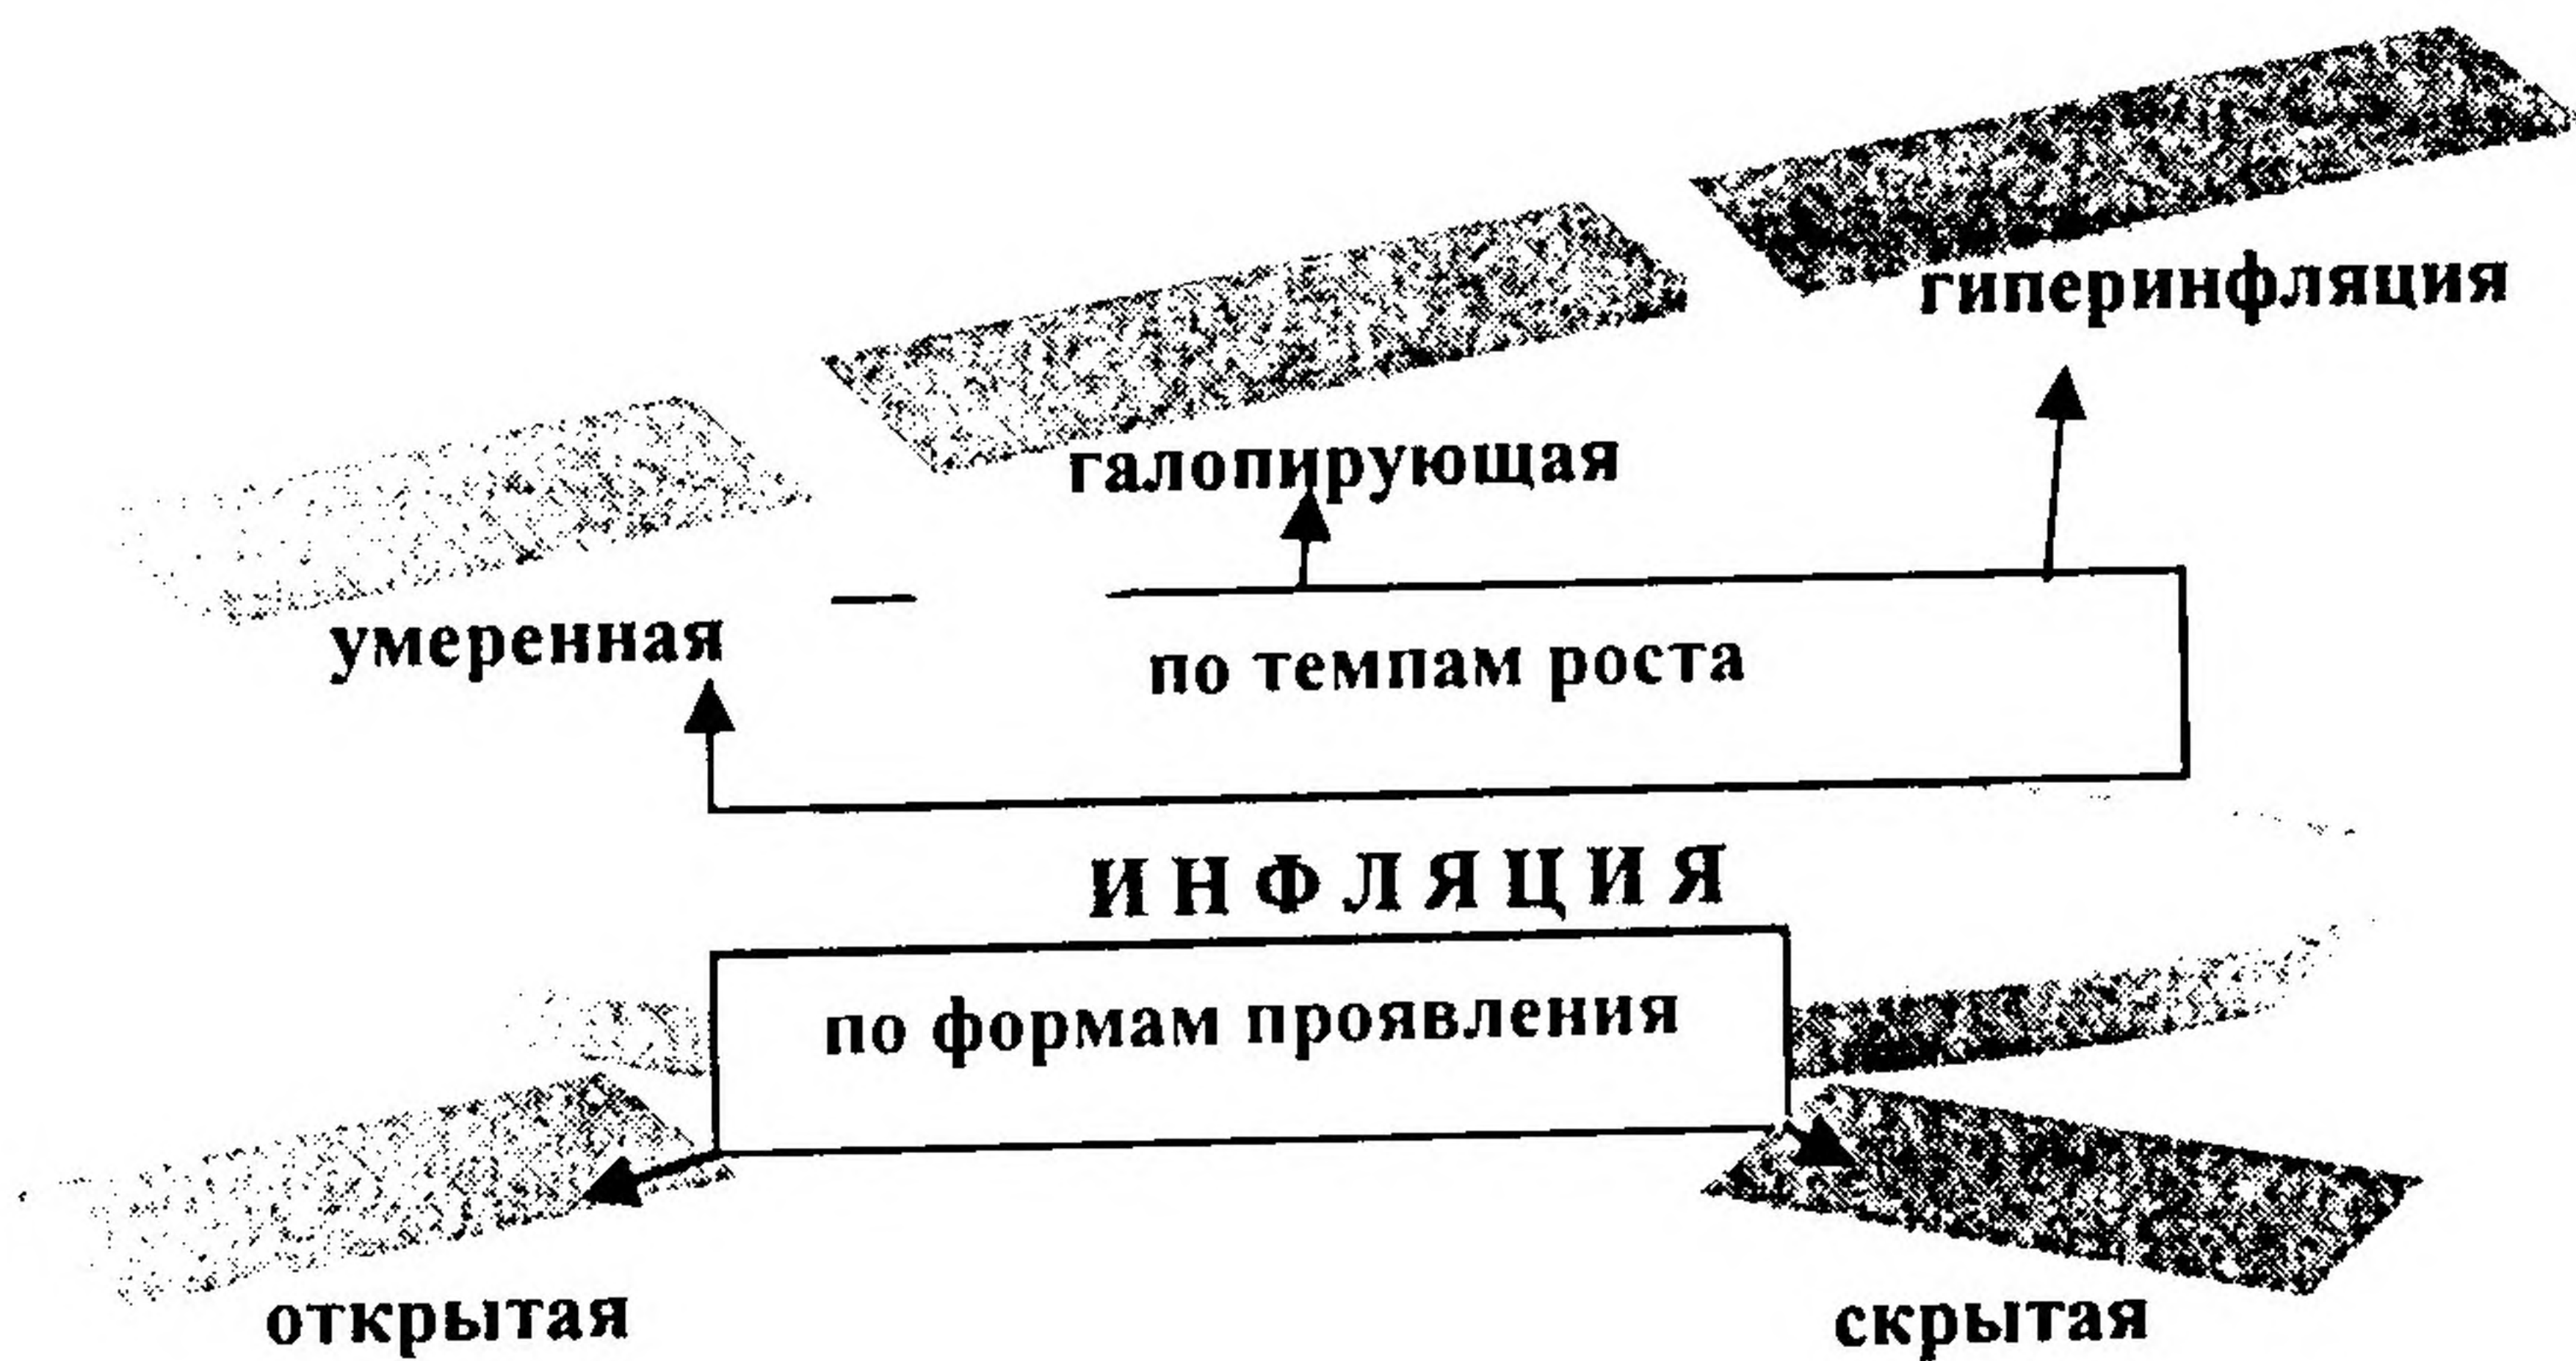 гиперинфляция
галопирующая
умеренная
по темпам роста
ИНФЛЯЦИЯ
по формам проявления
открытая
скрытая